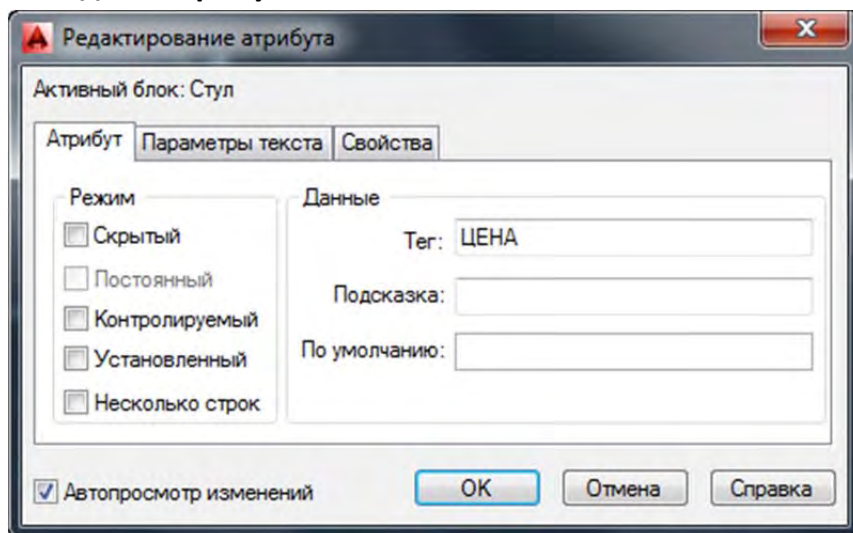 Редактирование атрибута
Активный блок: Стул
Атрибут Параметры текста Свойства
Режим
Скрытый
Постоянный
Контролируемый
Установленный
Несколько строк
Данные
Тег: ЦЕНА
Подсказка:
По умолчанию:
Автопросмотр изменений
OK Отмена Справка